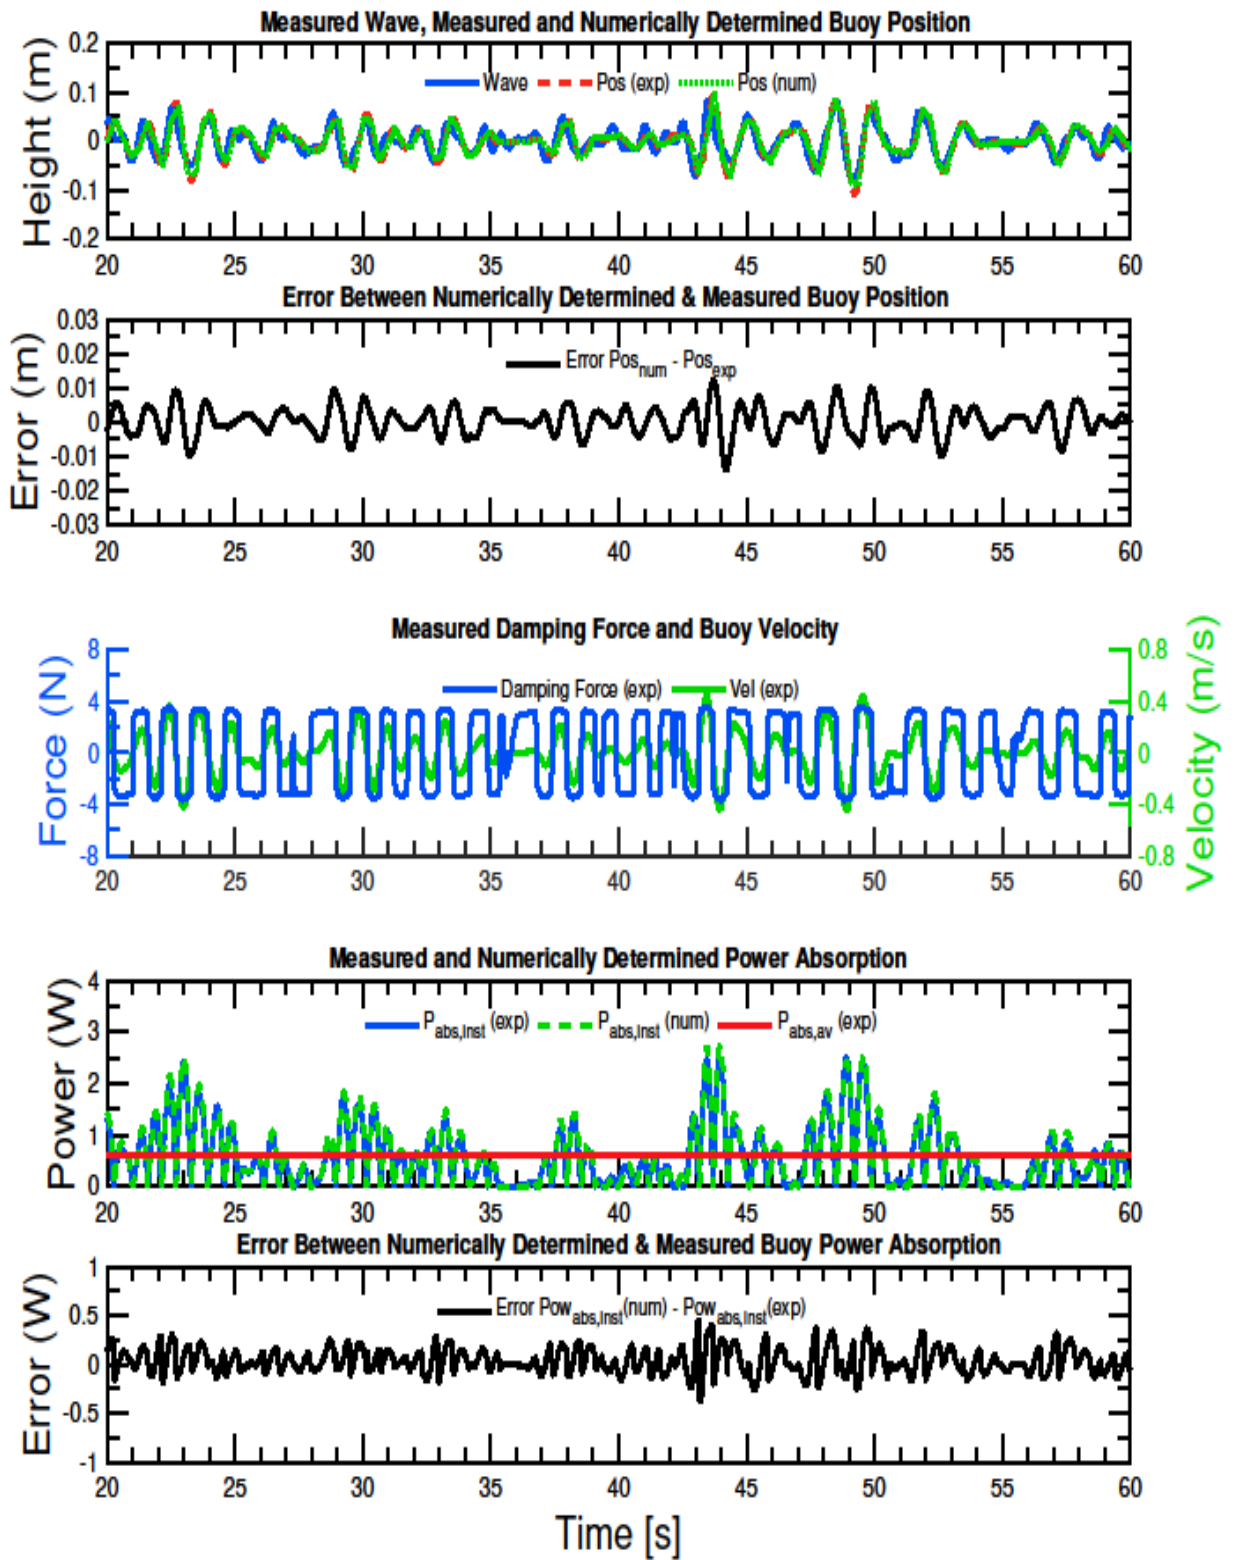 Measured Wave, Measured and Numerically Determined Buoy Position
Height (m)
0.2
0.1
0
-0.1
-0.2
Wave Pos (exp) Pos (num)
20 25 30 35 40 45 50 55 60
Error Between Numerically Determined & Measured Buoy Position
Error (m)
0.03
0.02
0.01
0
-0.01
-0.02
-0.03
Error Pos_num - Pos_exp
20 25 30 35 40 45 50 55 60
Measured Damping Force and Buoy Velocity
Force (N)
8
4
0
-4
-8
Damping Force (exp) Vel (exp)
0.8
0.4
0
-0.4
-0.8
Velocity (m/s)
20 25 30 35 40 45 50 55 60
Measured and Numerically Determined Power Absorption
Power (W)
4
3
2
1
0
P_abs,inst (exp) P_abs,inst (num) P_abs,av (exp)
20 25 30 35 40 45 50 55 60
Error Between Numerically Determined & Measured Buoy Power Absorption
Error (W)
1
0.5
0
-0.5
-1
Error Pow_abs,inst(num) - Pow_abs,inst(exp)
20 25 30 35 40 45 50 55 60
Time [s]